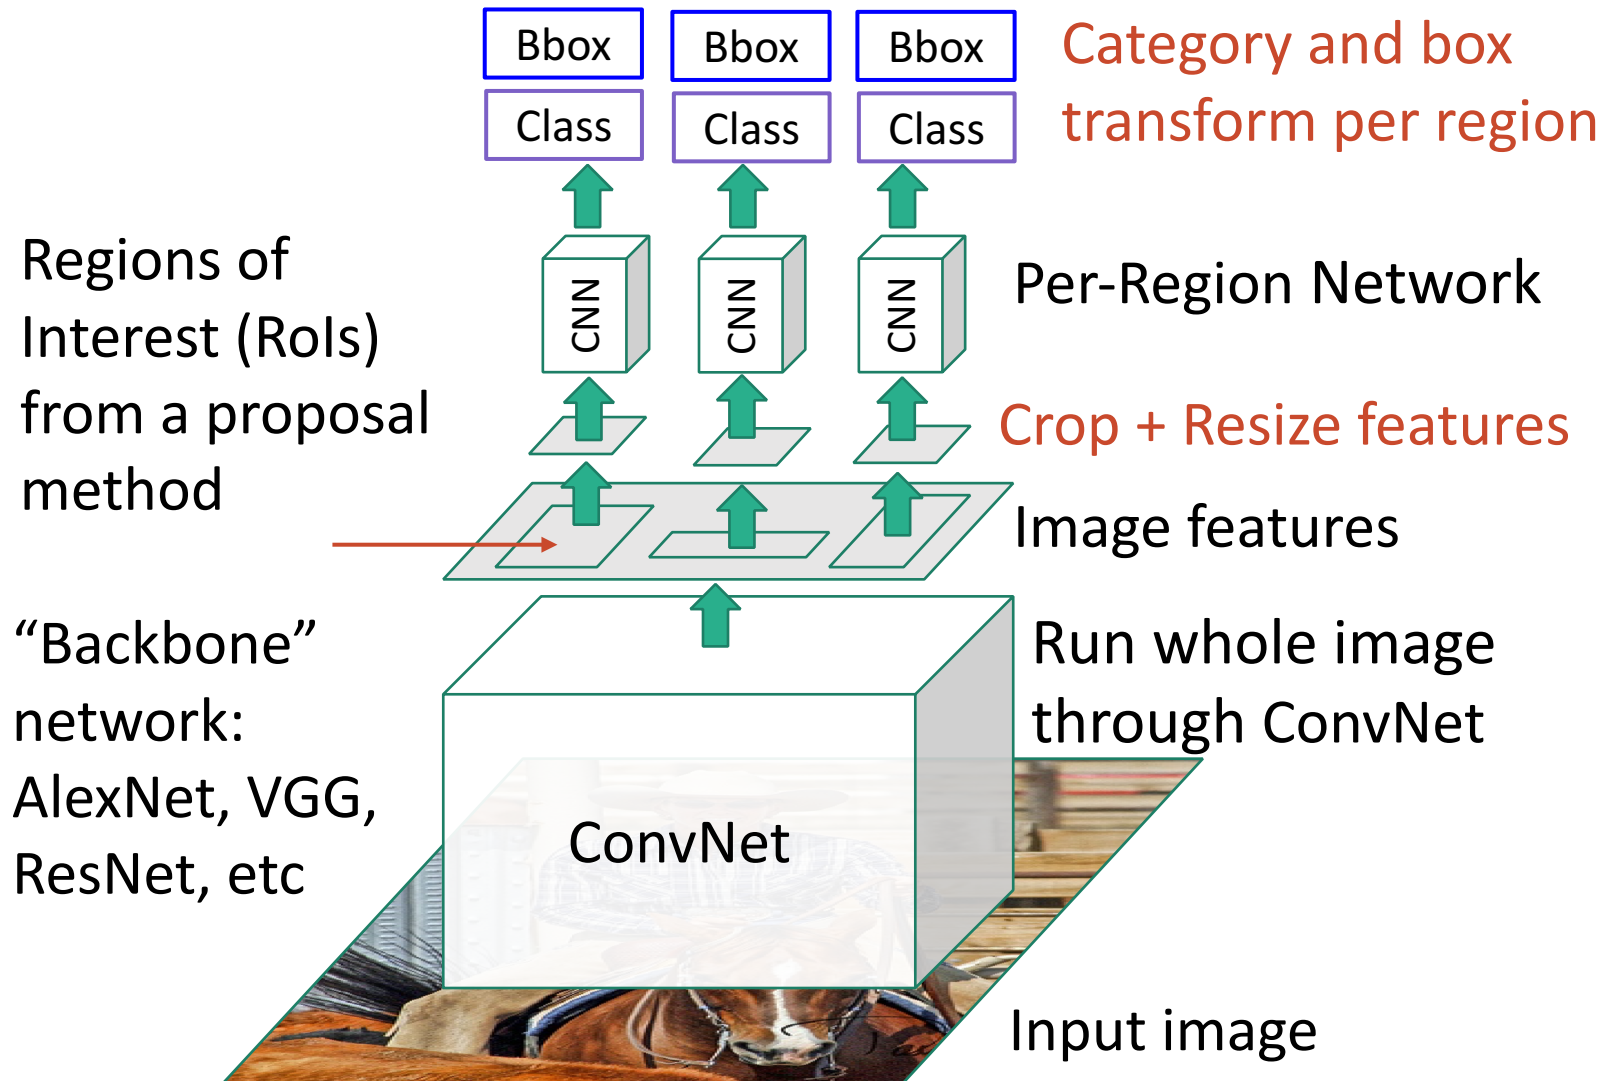 Bbox
Bbox
Bbox
Class
Class
Class
Category and box
transform per region
Regions of
Interest (RoIs)
from a proposal
method
CNN
CNN
CNN
Per-Region Network
Crop + Resize features
Image features
“Backbone”
network:
AlexNet, VGG,
ResNet, etc
Run whole image
through ConvNet
ConvNet
Input image